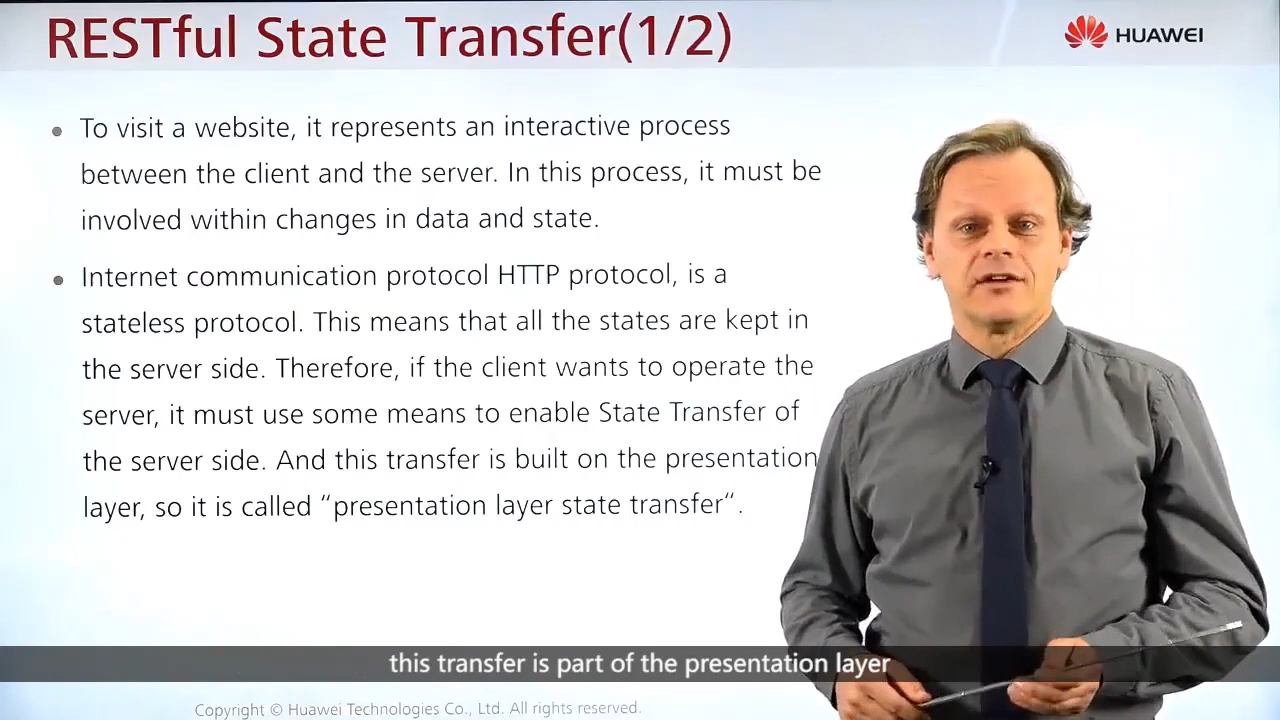 RESTful State Transfer(1/2)
HUAWEI
• To visit a website, it represents an interactive process
between the client and the server. In this process, it must be
involved within changes in data and state.
• Internet communication protocol HTTP protocol, is a
stateless protocol. This means that all the states are kept in
the server side. Therefore, if the client wants to operate the
server, it must use some means to enable State Transfer of
the server side. And this transfer is built on the presentation
layer, so it is called “presentation layer state transfer“.
this transfer is part of the presentation layer
Copyright © Huawei Technologies Co., Ltd. All rights reserved.